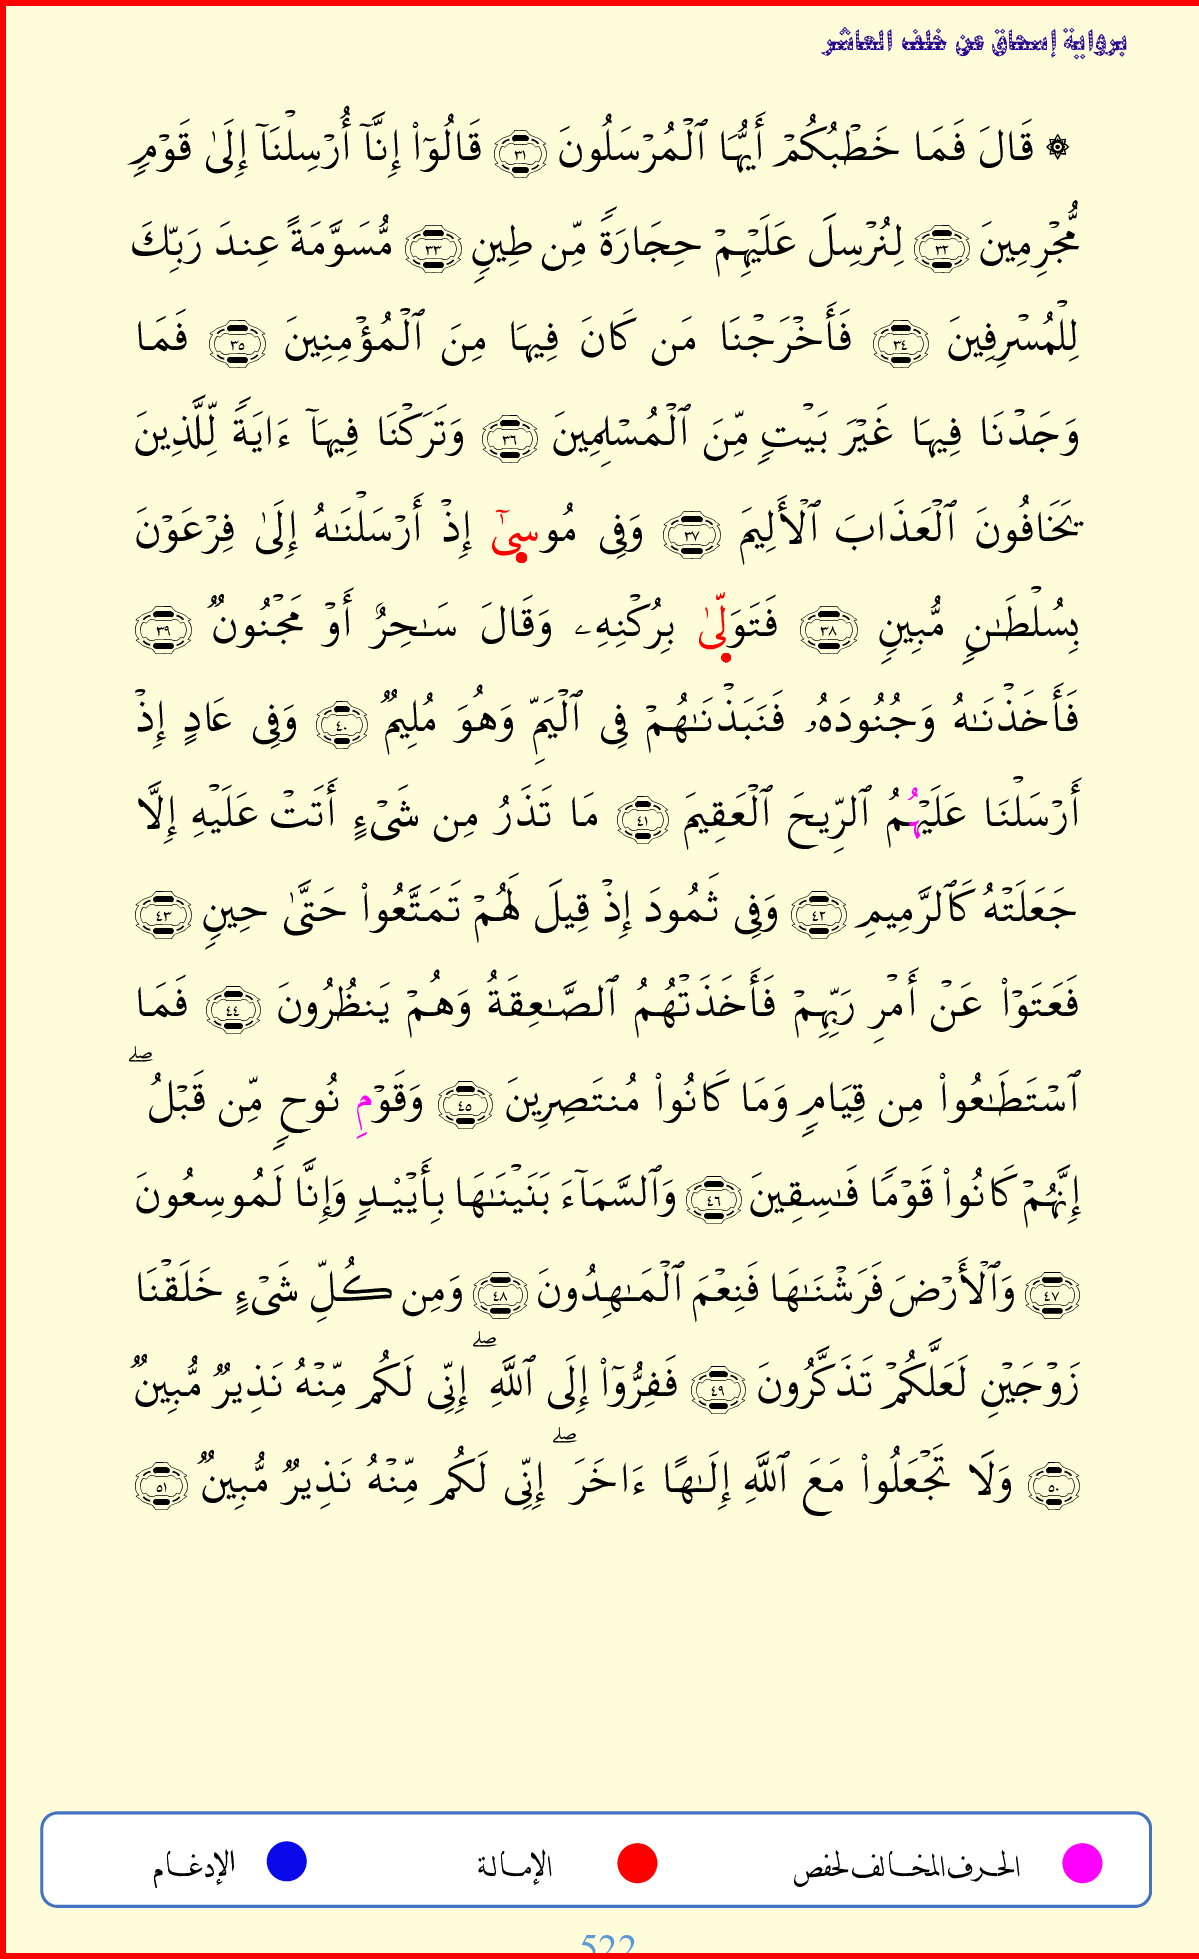 برواية إسحاق عن خلف العاشر
۞ قَالَ فَمَا خَطۡبُكُمۡ أَيُّهَا ٱلۡمُرۡسَلُونَ ٣١ قَالُوٓاْ إِنَّآ أُرۡسِلۡنَآ إِلَىٰ قَوۡمٖ
مُّجۡرِمِينَ ٣٢ لِنُرۡسِلَ عَلَيۡهِمۡ حِجَارَةٗ مِّن طِينٖ ٣٣ مُّسَوَّمَةً عِندَ رَبِّكَ
لِلۡمُسۡرِفِينَ ٣٤ فَأَخۡرَجۡنَا مَن كَانَ فِيهَا مِنَ ٱلۡمُؤۡمِنِينَ ٣٥ فَمَا
وَجَدۡنَا فِيهَا غَيۡرَ بَيۡتٖ مِّنَ ٱلۡمُسۡلِمِينَ ٣٦ وَتَرَكۡنَا فِيهَآ ءَايَةٗ لِّلَّذِينَ
يَخَافُونَ ٱلۡعَذَابَ ٱلۡأَلِيمَ ٣٧ وَفِي مُوسىٰٓ إِذۡ أَرۡسَلۡنَٰهُ إِلَىٰ فِرۡعَوۡنَ
بِسُلۡطَٰنٖ مُّبِينٖ ٣٨ فَتَوَلّىٰ بِرُكۡنِهِۦ وَقَالَ سَٰحِرٌ أَوۡ مَجۡنُونٞ ٣٩
فَأَخَذۡنَٰهُ وَجُنُودَهُۥ فَنَبَذۡنَٰهُمۡ فِي ٱلۡيَمِّ وَهُوَ مُلِيمٞ ٤٠ وَفِي عَادٍ إِذۡ
أَرۡسَلۡنَا عَلَيۡهُمُ ٱلرِّيحَ ٱلۡعَقِيمَ ٤١ مَا تَذَرُ مِن شَيۡءٍ أَتَتۡ عَلَيۡهِ إِلَّا
جَعَلَتۡهُ كَٱلرَّمِيمِ ٤٢ وَفِي ثَمُودَ إِذۡ قِيلَ لَهُمۡ تَمَتَّعُواْ حَتَّىٰ حِينٖ ٤٣
فَعَتَوۡاْ عَنۡ أَمۡرِ رَبِّهِمۡ فَأَخَذَتۡهُمُ ٱلصَّٰعِقَةُ وَهُمۡ يَنظُرُونَ ٤٤ فَمَا
ٱسۡتَطَٰعُواْ مِن قِيَامٖ وَمَا كَانُواْ مُنتَصِرِينَ ٤٥ وَقَوۡمِ نُوحٖ مِّن قَبۡلُۖ
إِنَّهُمۡ كَانُواْ قَوۡمٗا فَٰسِقِينَ ٤٦ وَٱلسَّمَآءَ بَنَيۡنَٰهَا بِأَيۡيْدٖ وَإِنَّا لَمُوسِعُونَ
٤٧ وَٱلۡأَرۡضَ فَرَشۡنَٰهَا فَنِعۡمَ ٱلۡمَٰهِدُونَ ٤٨ وَمِن كُلِّ شَيۡءٍ خَلَقۡنَا
زَوۡجَيۡنِ لَعَلَّكُمۡ تَذَكَّرُونَ ٤٩ فَفِرُّوٓاْ إِلَى ٱللَّهِۖ إِنِّي لَكُم مِّنۡهُ نَذِيرٞ مُّبِينٞ
٥٠ وَلَا تَجۡعَلُواْ مَعَ ٱللَّهِ إِلَٰهًا ءَاخَرَۖ إِنِّي لَكُم مِّنۡهُ نَذِيرٞ مُّبِينٞ ٥١
الحرف المخالف لحفص الإمالة الإدغام
522